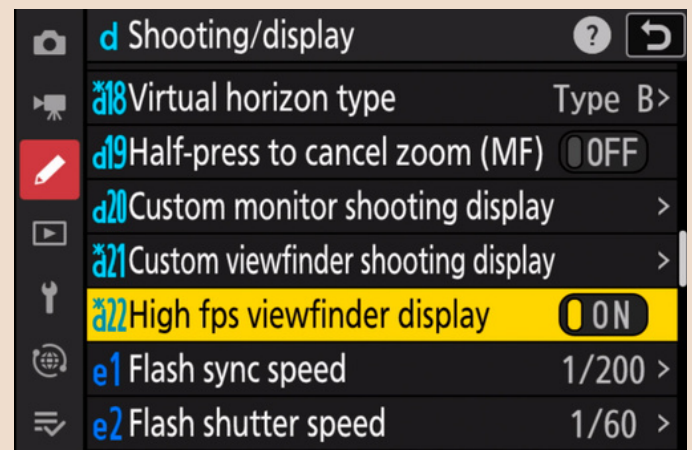 d Shooting/display ?
*d18 Virtual horizon type Type B>
d19 Half-press to cancel zoom (MF) OFF
d20 Custom monitor shooting display >
*d21 Custom viewfinder shooting display >
*d22 High fps viewfinder display ON
e1 Flash sync speed 1/200 >
e2 Flash shutter speed 1/60 >